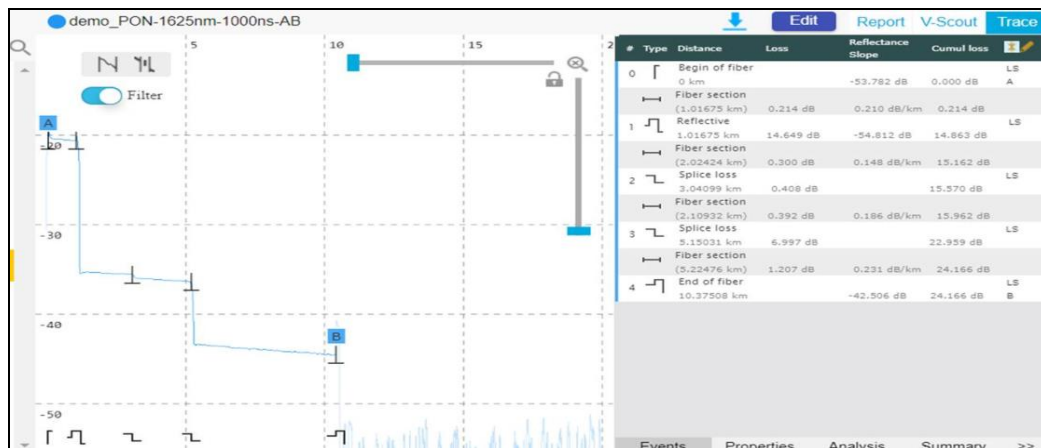 demo_PON-1625nm-1000ns-AB
Edit
Report
V-Scout
Trace
5
10
15
2
Filter
A
-20
-30
-40
B
-50
# Type Distance Loss Reflectance Slope Cumul loss
0 Begin of fiber LS
0 km -53.782 dB 0.000 dB A
Fiber section
(1.01675 km) 0.214 dB 0.210 dB/km 0.214 dB
1 Reflective LS
1.01675 km 14.649 dB -54.812 dB 14.863 dB
Fiber section
(2.02424 km) 0.300 dB 0.148 dB/km 15.162 dB
2 Splice loss LS
3.04099 km 0.408 dB 15.570 dB
Fiber section
(2.10932 km) 0.392 dB 0.186 dB/km 15.962 dB
3 Splice loss LS
5.15031 km 6.997 dB 22.959 dB
Fiber section
(5.22476 km) 1.207 dB 0.231 dB/km 24.166 dB
4 End of fiber LS
10.37508 km -42.506 dB 24.166 dB B
Events Properties Analysis Summary >>